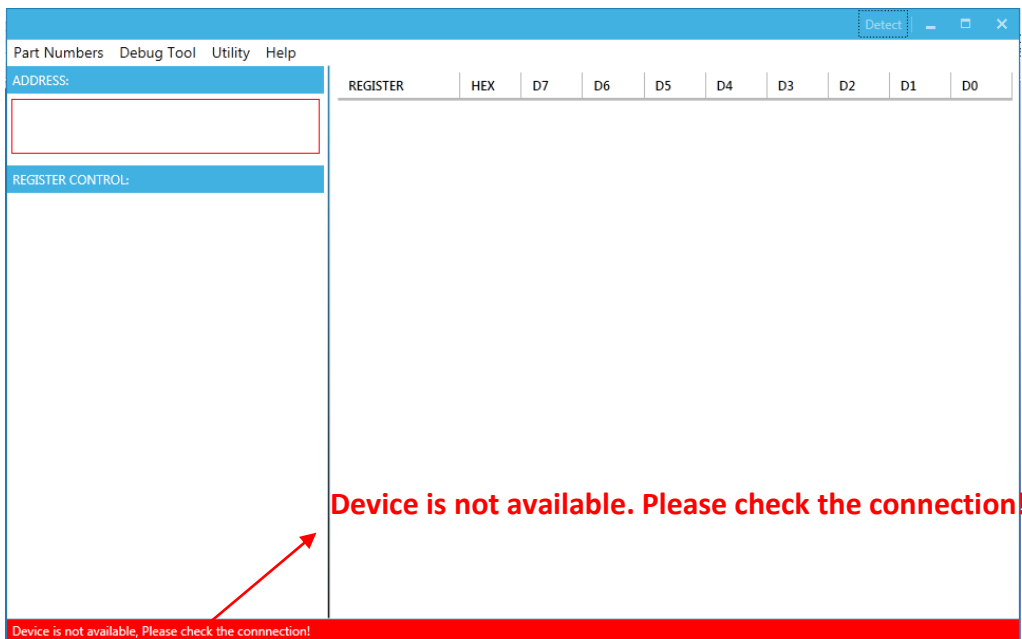 Detect
Part Numbers Debug Tool Utility Help
ADDRESS:
REGISTER HEX D7 D6 D5 D4 D3 D2 D1 D0
REGISTER CONTROL:
Device is not available. Please check the connection!
Device is not available, Please check the connnection!